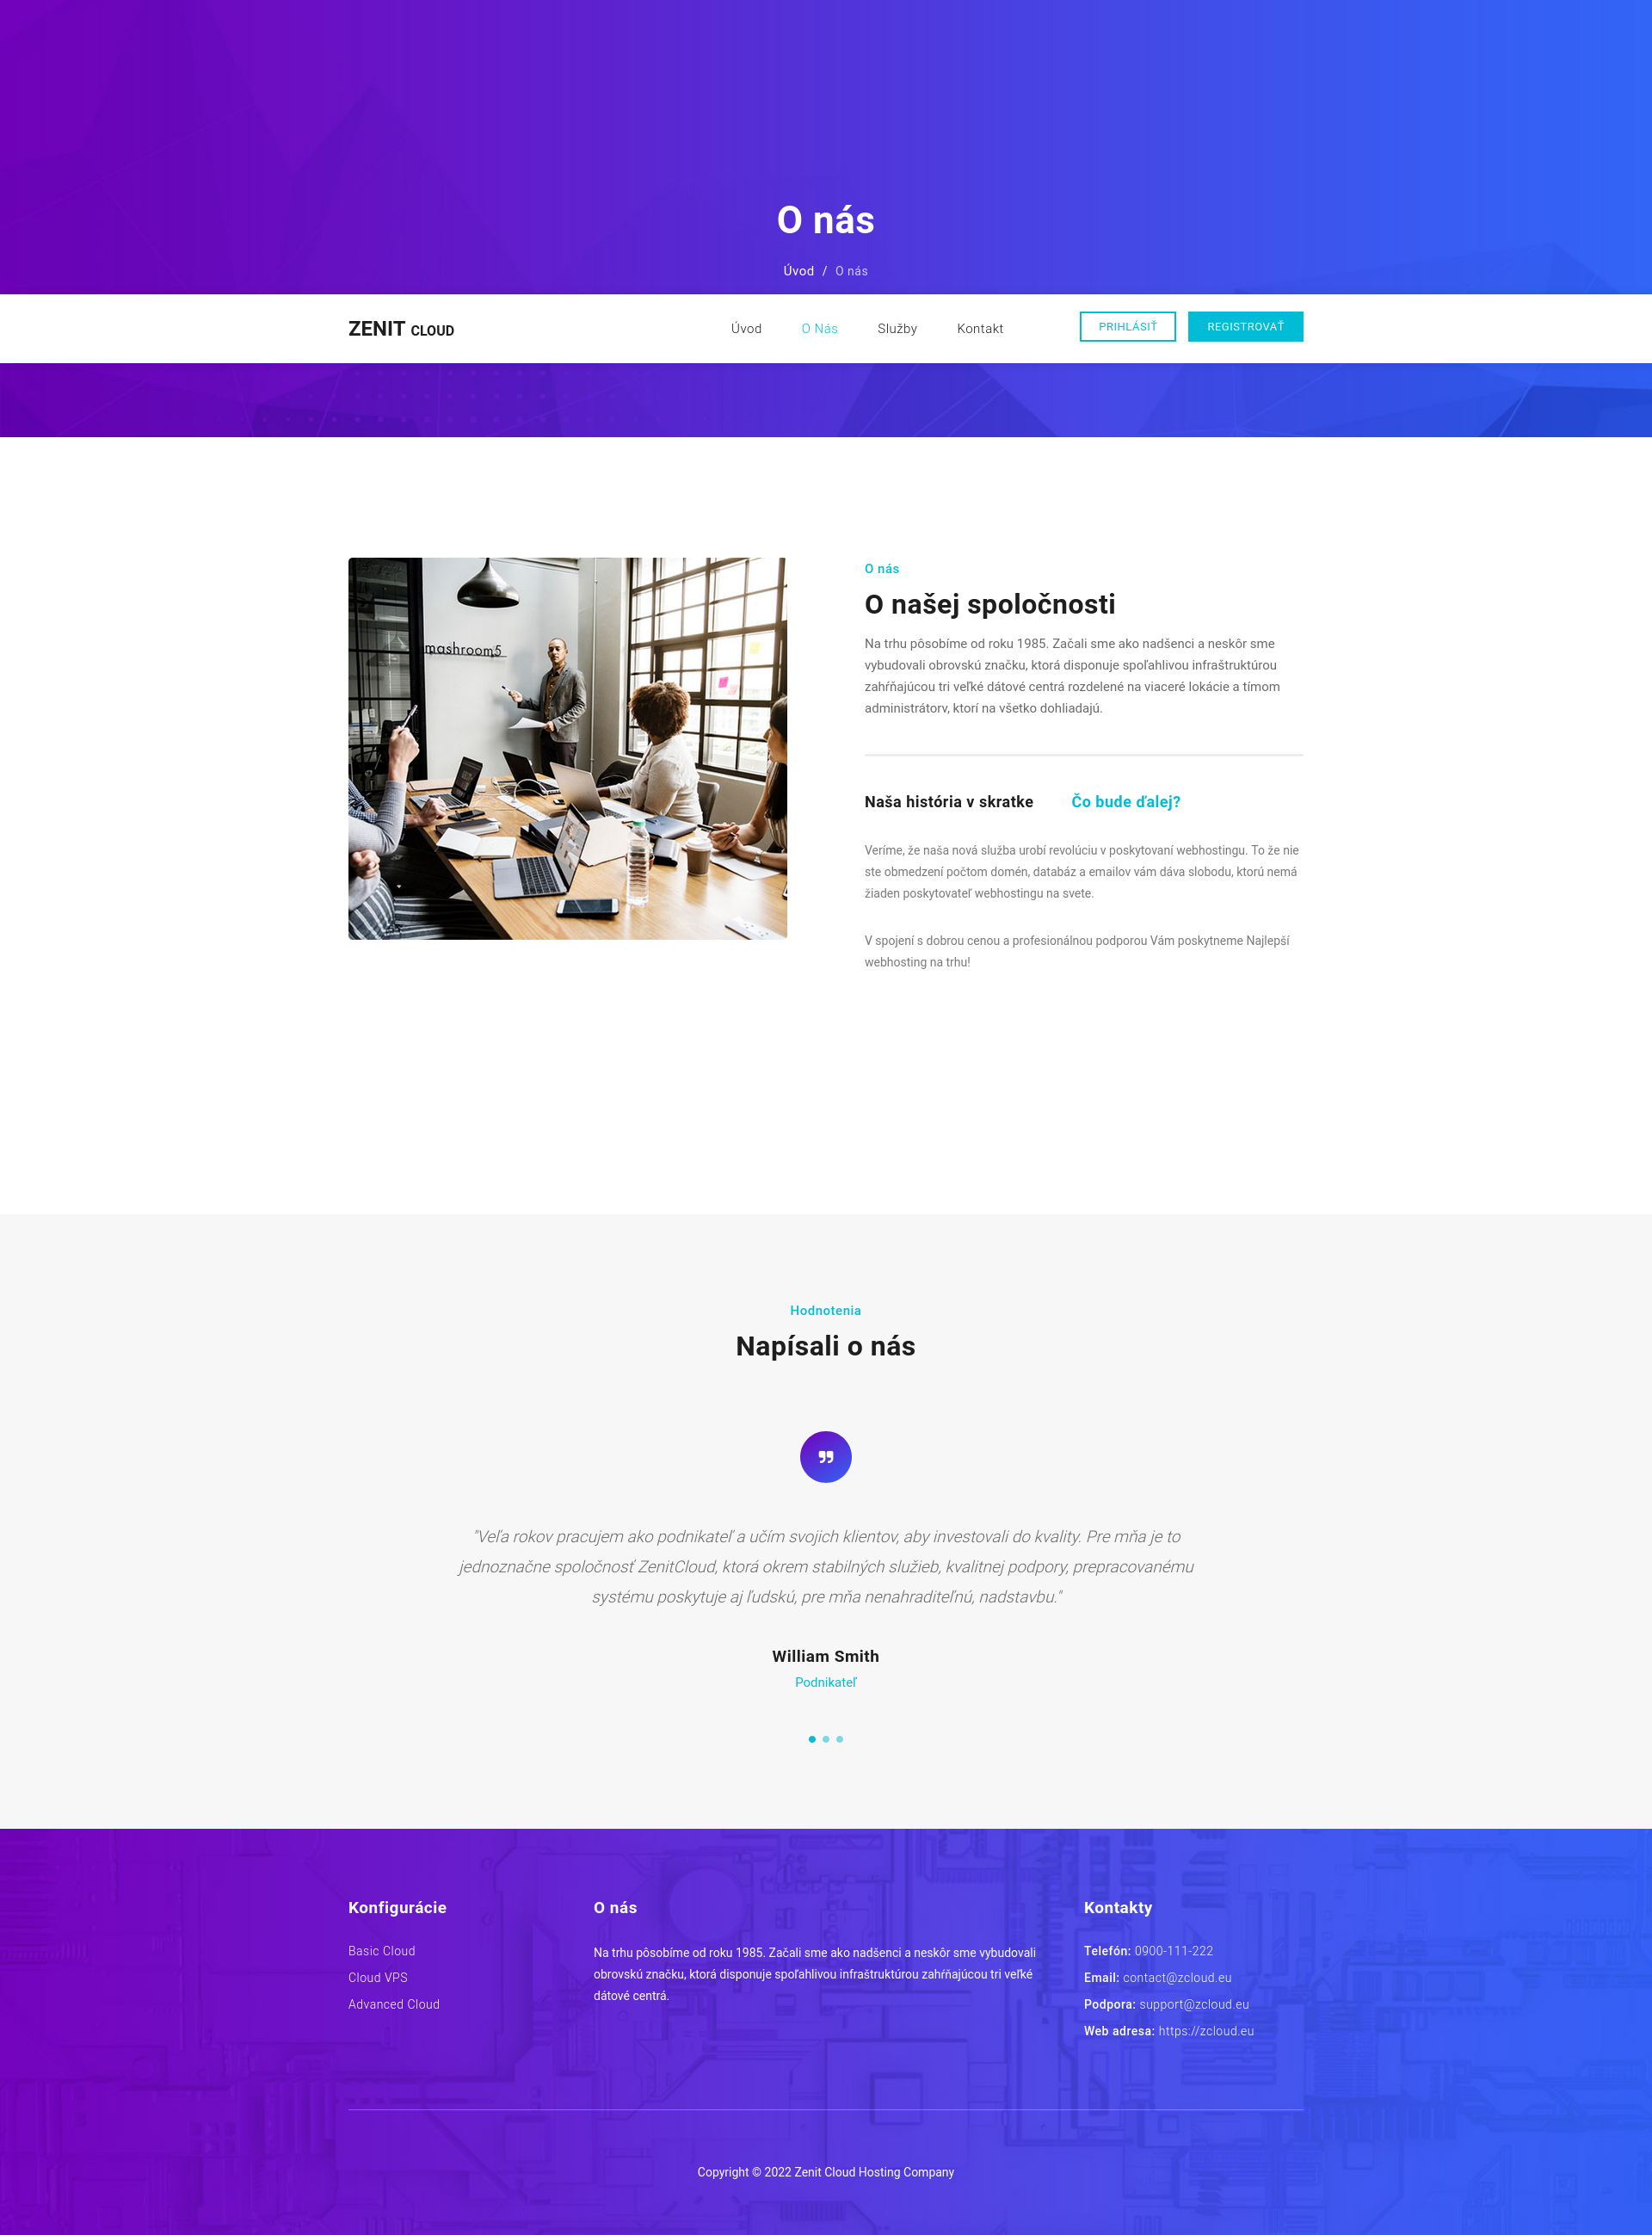 O nás
Úvod / O nás
ZENIT CLOUD
Úvod
O Nás
Služby
Kontakt
PRIHLÁSIŤ
REGISTROVAŤ
mashroom5
O nás
O našej spoločnosti
Na trhu pôsobíme od roku 1985. Začali sme ako nadšenci a neskôr sme
vybudovali obrovskú značku, ktorá disponuje spoľahlivou infraštruktúrou
zahŕňajúcou tri veľké dátové centrá rozdelené na viaceré lokácie a tímom
administrátorv, ktorí na všetko dohliadajú.
Naša história v skratke
Čo bude ďalej?
Veríme, že naša nová služba urobí revolúciu v poskytovaní webhostingu. To že nie
ste obmedzení počtom domén, databáz a emailov vám dáva slobodu, ktorú nemá
žiaden poskytovateľ webhostingu na svete.
V spojení s dobrou cenou a profesionálnou podporou Vám poskytneme Najlepší
webhosting na trhu!
Hodnotenia
Napísali o nás
"Veľa rokov pracujem ako podnikateľ a učím svojich klientov, aby investovali do kvality. Pre mňa je to
jednoznačne spoločnosť ZenitCloud, ktorá okrem stabilných služieb, kvalitnej podpory, prepracovanému
systému poskytuje aj ľudskú, pre mňa nenahraditeľnú, nadstavbu."
William Smith
Podnikateľ
Konfigurácie
Basic Cloud
Cloud VPS
Advanced Cloud
O nás
Na trhu pôsobíme od roku 1985. Začali sme ako nadšenci a neskôr sme vybudovali
obrovskú značku, ktorá disponuje spoľahlivou infraštruktúrou zahŕňajúcou tri veľké
dátové centrá.
Kontakty
Telefón: 0900-111-222
Email: contact@zcloud.eu
Podpora: support@zcloud.eu
Web adresa: https://zcloud.eu
Copyright © 2022 Zenit Cloud Hosting Company